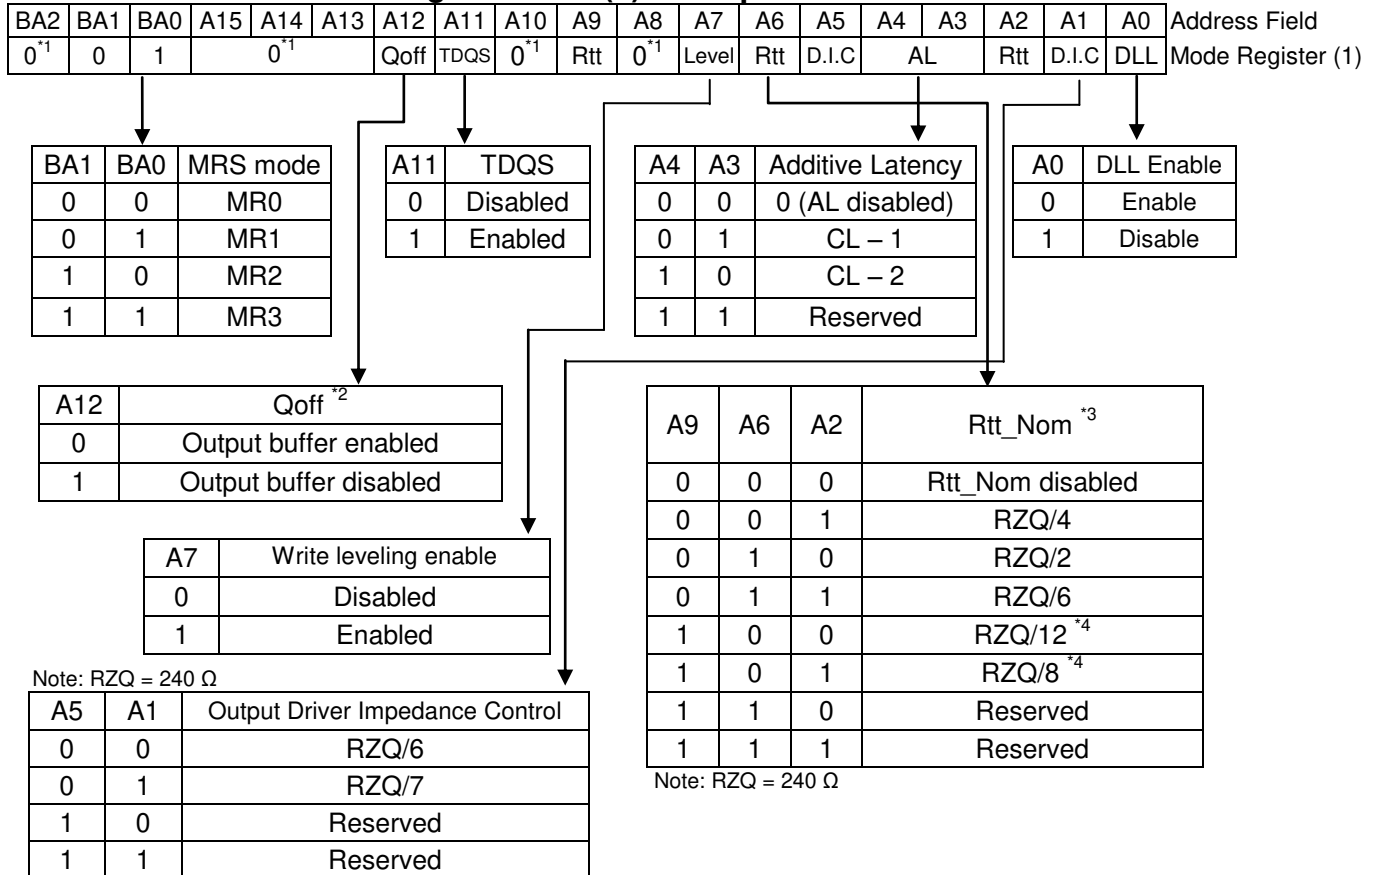 BA2 BA1 BA0 A15 A14 A13 A12 A11 A10 A9 A8 A7 A6 A5 A4 A3 A2 A1 A0 Address Field
0*1 0 1 0*1 Qoff TDQS 0*1 Rtt 0*1 Level Rtt D.I.C AL Rtt D.I.C DLL Mode Register (1)
BA1 BA0 MRS mode
0 0 MR0
0 1 MR1
1 0 MR2
1 1 MR3
A11 TDQS
0 Disabled
1 Enabled
A4 A3 Additive Latency
0 0 0 (AL disabled)
0 1 CL – 1
1 0 CL – 2
1 1 Reserved
A0 DLL Enable
0 Enable
1 Disable
A12 Qoff *2
0 Output buffer enabled
1 Output buffer disabled
A9 A6 A2 Rtt_Nom *3
0 0 0 Rtt_Nom disabled
0 0 1 RZQ/4
0 1 0 RZQ/2
0 1 1 RZQ/6
1 0 0 RZQ/12 *4
1 0 1 RZQ/8 *4
1 1 0 Reserved
1 1 1 Reserved
Note: RZQ = 240 Ω
A7 Write leveling enable
0 Disabled
1 Enabled
Note: RZQ = 240 Ω
A5 A1 Output Driver Impedance Control
0 0 RZQ/6
0 1 RZQ/7
1 0 Reserved
1 1 Reserved